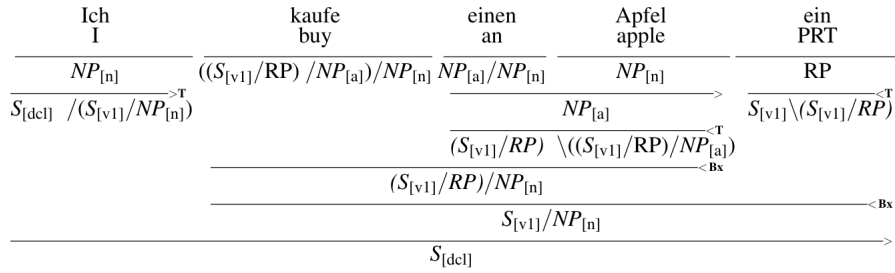 Ich kaufe einen Apfel ein
I buy an apple PRT
NP[n] ((S[v1]/RP) /NP[a])/NP[n] NP[a]/NP[n] NP[n] RP
>T <T
S[dcl] /(S[v1]/NP[n]) > S[v1]\(S[v1]/RP)
NP[a]
<T
(S[v1]/RP) \((S[v1]/RP)/NP[a])
<Bx
(S[v1]/RP)/NP[n]
<Bx
S[v1]/NP[n]
>
S[dcl]